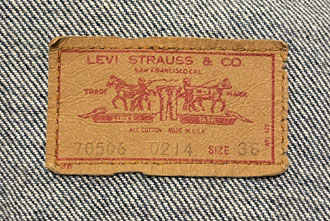 LEVI STRAUSS & CO.
SAN FRANCISCO CAL
TRADE MARK
ALL COTTON - MADE IN U.S.A.
70506 0214 SIZE 36